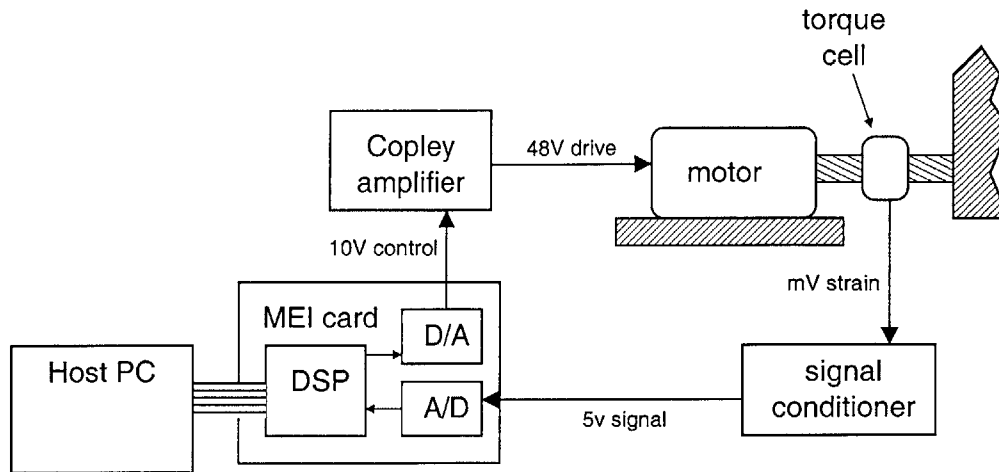 torque
cell
Copley
amplifier
48V drive
motor
10V control
mV strain
MEI card
D/A
Host PC
DSP
A/D
signal
conditioner
5v signal